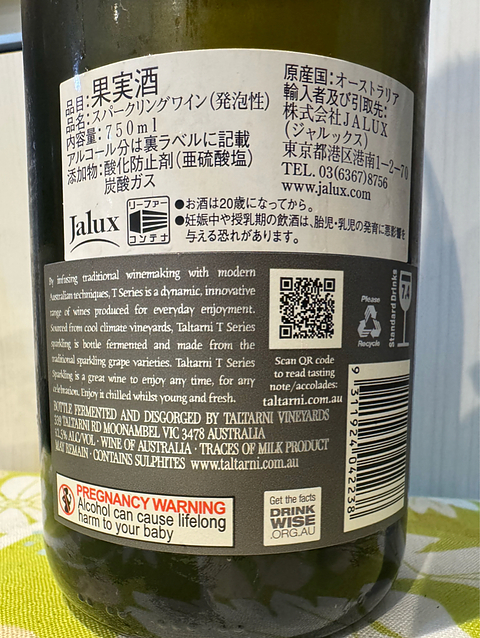 品目：果実酒
品名：スパークリングワイン（発泡性）
内容量：750ml
アルコール分は裏ラベルに記載
添加物：酸化防止剤（亜硫酸塩）
炭酸ガス
原産国：オーストラリア
輸入者及び引取先：
株式会社JALUX
（ジャルックス）
東京都港区港南1-2-70
TEL. 03(6367)8756
www.jalux.com
Jalux
リーファー
コンテナ
●お酒は20歳になってから。
●妊娠中や授乳期の飲酒は、胎児・乳児の発育に悪影響を
与える恐れがあります。
By infusing traditional winemaking with modern
Australian techniques, T Series is a dynamic, innovative
range of wines produced for everyday enjoyment.
Sourced from cool climate vineyards, Taltarni T Series
sparkling is bottle fermented and made from the
traditional sparkling grape varieties. Taltarni T Series
Sparkling is a great wine to enjoy any time, for any
celebration. Enjoy it chilled whilst young and fresh.
BOTTLE FERMENTED AND DISGORGED BY TALTARNI VINEYARDS
339 TALTARNI RD MOONAMBEL VIC 3478 AUSTRALIA
12.5% ALC/VOL · WINE OF AUSTRALIA · TRACES OF MILK PRODUCT
MAY REMAIN · CONTAINS SULPHITES www.taltarni.com.au
Scan QR code
to read tasting
note/accolades:
taltarni.com.au
Please
Recycle
7.4
Standard Drinks
9 311924 042238
PREGNANCY WARNING
Alcohol can cause lifelong
harm to your baby
Get the facts
DRINK
WISE
.ORG.AU